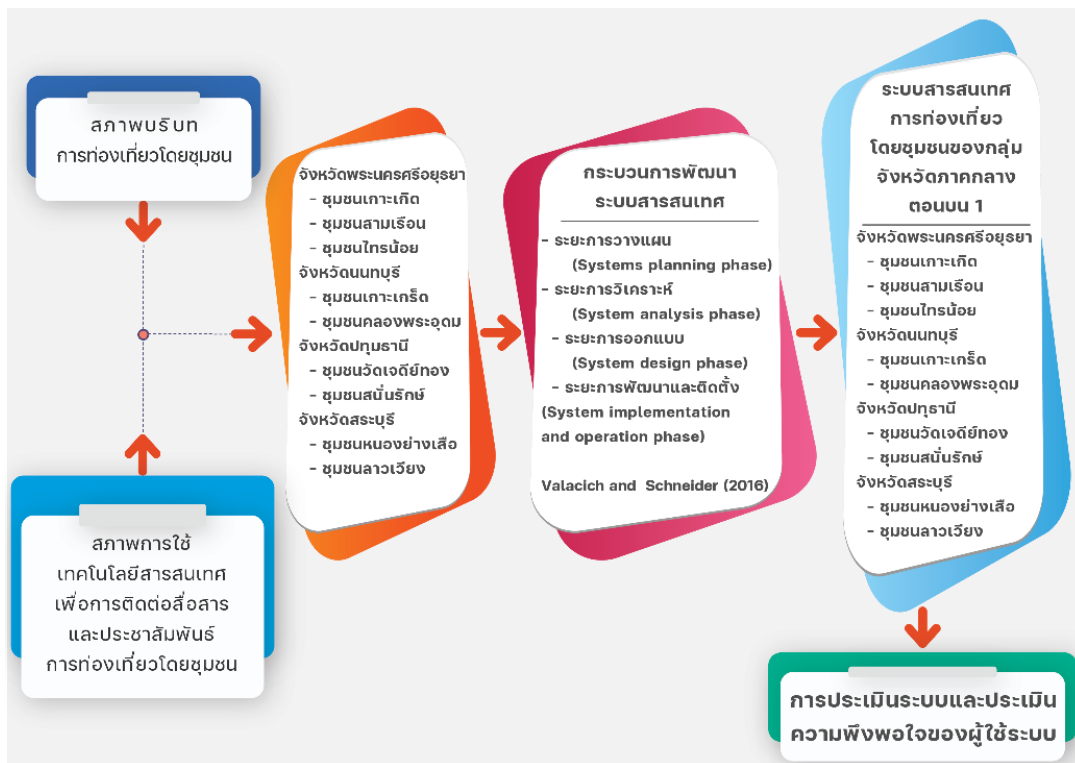 สภาพบริบท
การท่องเที่ยวโดยชุมชน
สภาพการใช้
เทคโนโลยีสารสนเทศ
เพื่อการติดต่อสื่อสาร
และประชาสัมพันธ์
การท่องเที่ยวโดยชุมชน
จังหวัดพระนครศรีอยุธยา
- ชุมชนเกาะเกิด
- ชุมชนสามเรือน
- ชุมชนไทรน้อย
จังหวัดนนทบุรี
- ชุมชนเกาะเกร็ด
- ชุมชนคลองพระอุดม
จังหวัดปทุมธานี
- ชุมชนวัดเจดีย์ทอง
- ชุมชนสนั่นรักษ์
จังหวัดสระบุรี
- ชุมชนหนองย่างเสือ
- ชุมชนลาวเวียง
กระบวนการพัฒนา
ระบบสารสนเทศ
- ระยะการวางแผน
(Systems planning phase)
- ระยะการวิเคราะห์
(System analysis phase)
- ระยะการออกแบบ
(System design phase)
- ระยะการพัฒนาและติดตั้ง
(System implementation
and operation phase)
Valacich and Schneider (2016)
ระบบสารสนเทศ
การท่องเที่ยว
โดยชุมชนของกลุ่ม
จังหวัดภาคกลาง
ตอนบน 1
จังหวัดพระนครศรีอยุธยา
- ชุมชนเกาะเกิด
- ชุมชนสามเรือน
- ชุมชนไทรน้อย
จังหวัดนนทบุรี
- ชุมชนเกาะเกร็ด
- ชุมชนคลองพระอุดม
จังหวัดปทุธานี
- ชุมชนวัดเจดีย์ทอง
- ชุมชนสนั่นรักษ์
จังหวัดสระบุรี
- ชุมชนหนองย่างเสือ
- ชุมชนลาวเวียง
การประเมินระบบและประเมิน
ความพึงพอใจของผู้ใช้ระบบ